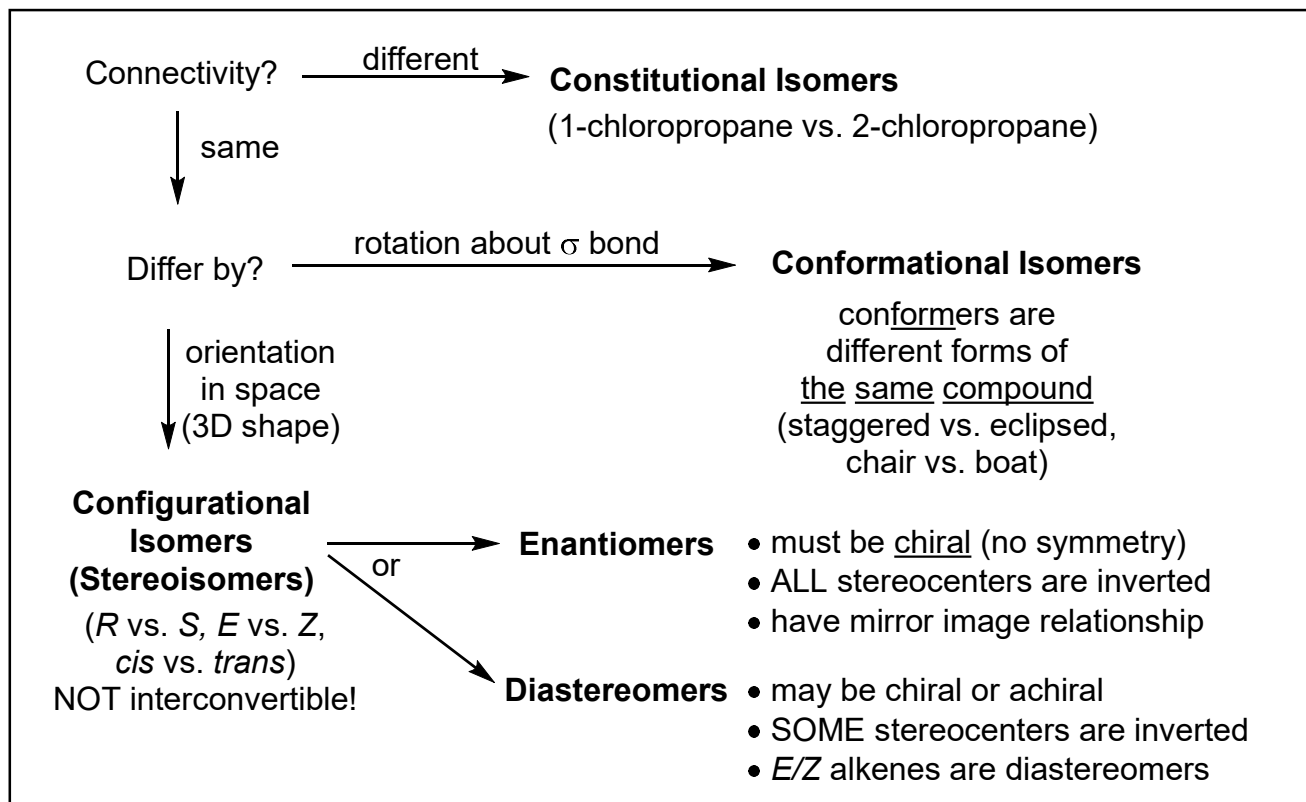 Connectivity?
different
Constitutional Isomers
(1-chloropropane vs. 2-chloropropane)
same
Differ by?
rotation about σ bond
Conformational Isomers
conformers are
different forms of
the same compound
(staggered vs. eclipsed,
chair vs. boat)
orientation
in space
(3D shape)
Configurational
Isomers
(Stereoisomers)
(R vs. S, E vs. Z,
cis vs. trans)
NOT interconvertible!
or
Enantiomers
• must be chiral (no symmetry)
• ALL stereocenters are inverted
• have mirror image relationship
Diastereomers
• may be chiral or achiral
• SOME stereocenters are inverted
• E/Z alkenes are diastereomers